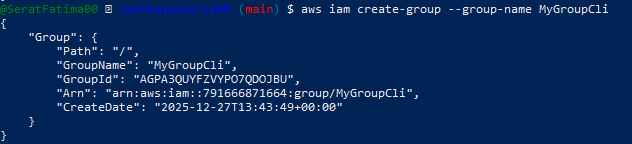 @SeratFatima00 (main) $ aws iam create-group --group-name MyGroupCli
{
    "Group": {
        "Path": "/",
        "GroupName": "MyGroupCli",
        "GroupId": "AGPA3QUYFZVYPO7QDOJBU",
        "Arn": "arn:aws:iam::791666871664:group/MyGroupCli",
        "CreateDate": "2025-12-27T13:43:49+00:00"
    }
}